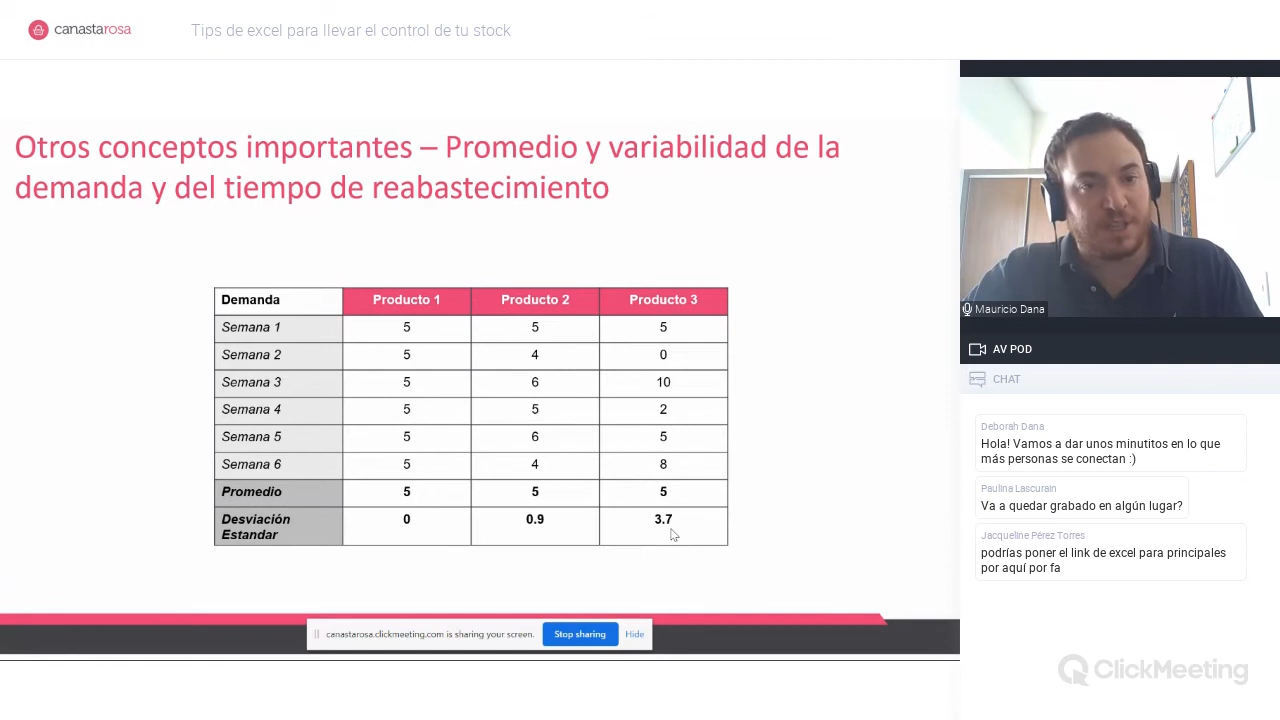 canastarosa
Tips de excel para llevar el control de tu stock
Otros conceptos importantes – Promedio y variabilidad de la
demanda y del tiempo de reabastecimiento
Demanda Producto 1 Producto 2 Producto 3
Semana 1 5 5 5
Semana 2 5 4 0
Semana 3 5 6 10
Semana 4 5 5 2
Semana 5 5 6 5
Semana 6 5 4 8
Promedio 5 5 5
Desviación 0 0.9 3.7
Estandar
canastarosa.clickmeeting.com is sharing your screen. Stop sharing Hide
Mauricio Dana
AV POD
CHAT
Deborah Dana
Hola! Vamos a dar unos minutitos en lo que
más personas se conectan :)
Paulina Lascurain
Va a quedar grabado en algún lugar?
Jacqueline Pérez Torres
podrías poner el link de excel para principales
por aquí por fa
ClickMeeting